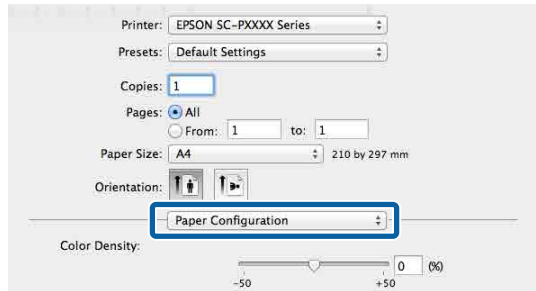 Printer: EPSON SC-PXXXX Series
Presets: Default Settings
Copies: 1
Pages: All
From: 1 to: 1
Paper Size: A4 210 by 297 mm
Orientation:
Paper Configuration
Color Density:
0 (%)
-50 +50